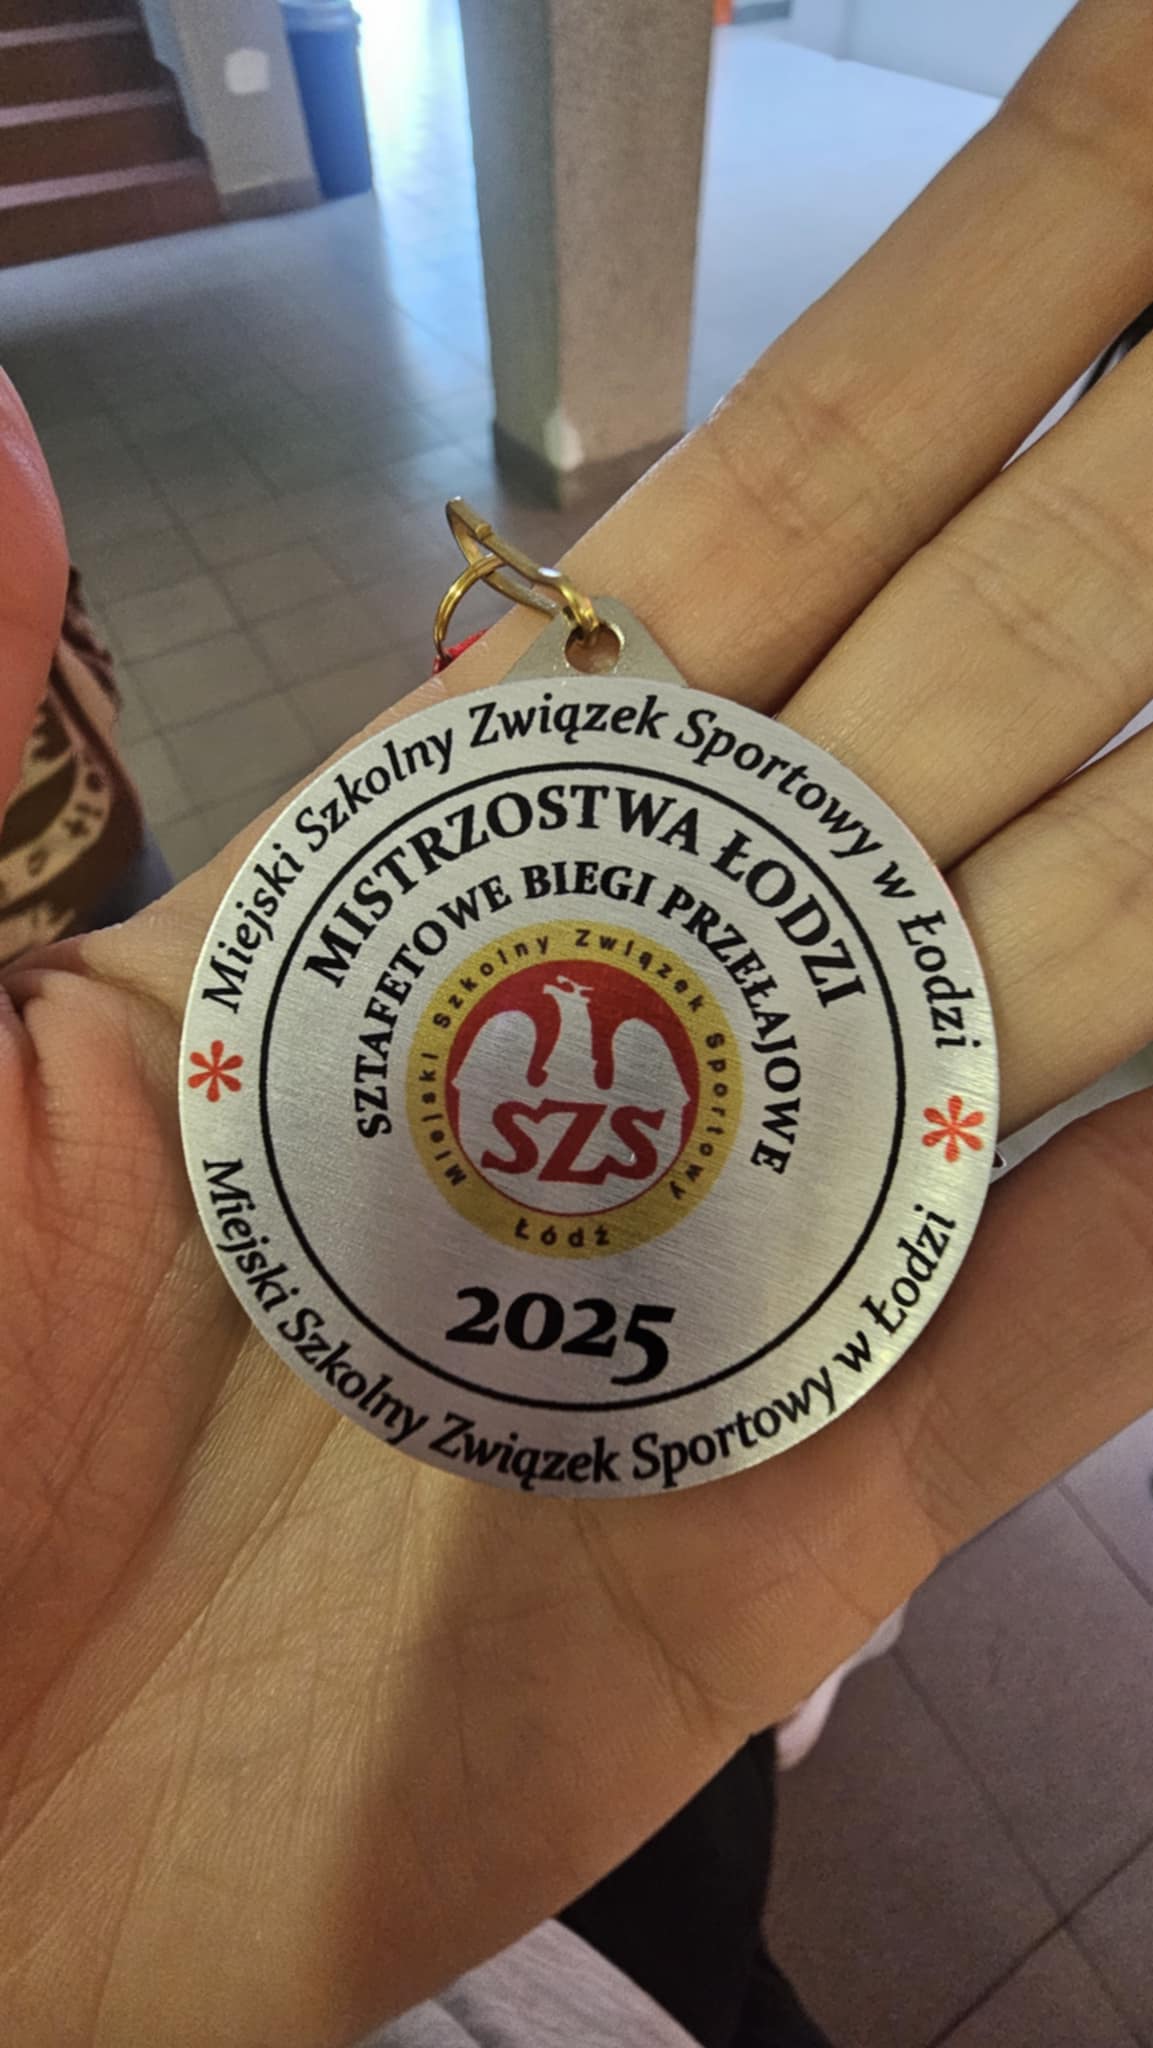 Miejski Szkolny Związek Sportowy w Łodzi
MISTRZOSTWA ŁODZI
SZTAFETOWE BIEGI PRZEŁAJOWE
Miejski Szkolny Związek Sportowy
SZS
Łódź
2025
Miejski Szkolny Związek Sportowy w Łodzi